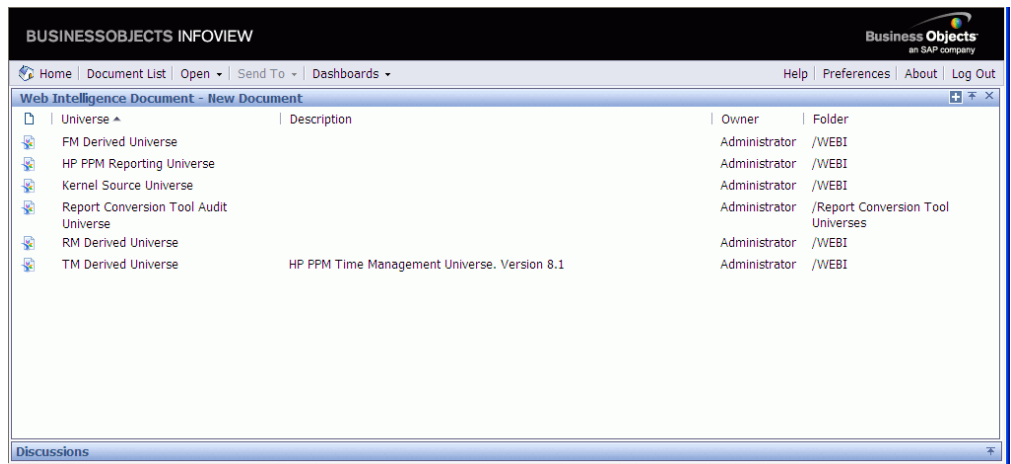 BUSINESSOBJECTS INFOVIEW
Business Objects
an SAP company
Home Document List Open Send To Dashboards Help Preferences About Log Out
Web Intelligence Document - New Document
Universe Description Owner Folder
FM Derived Universe Administrator /WEBI
HP PPM Reporting Universe Administrator /WEBI
Kernel Source Universe Administrator /WEBI
Report Conversion Tool Audit Administrator /Report Conversion Tool
Universe Universes
RM Derived Universe Administrator /WEBI
TM Derived Universe HP PPM Time Management Universe. Version 8.1 Administrator /WEBI
Discussions